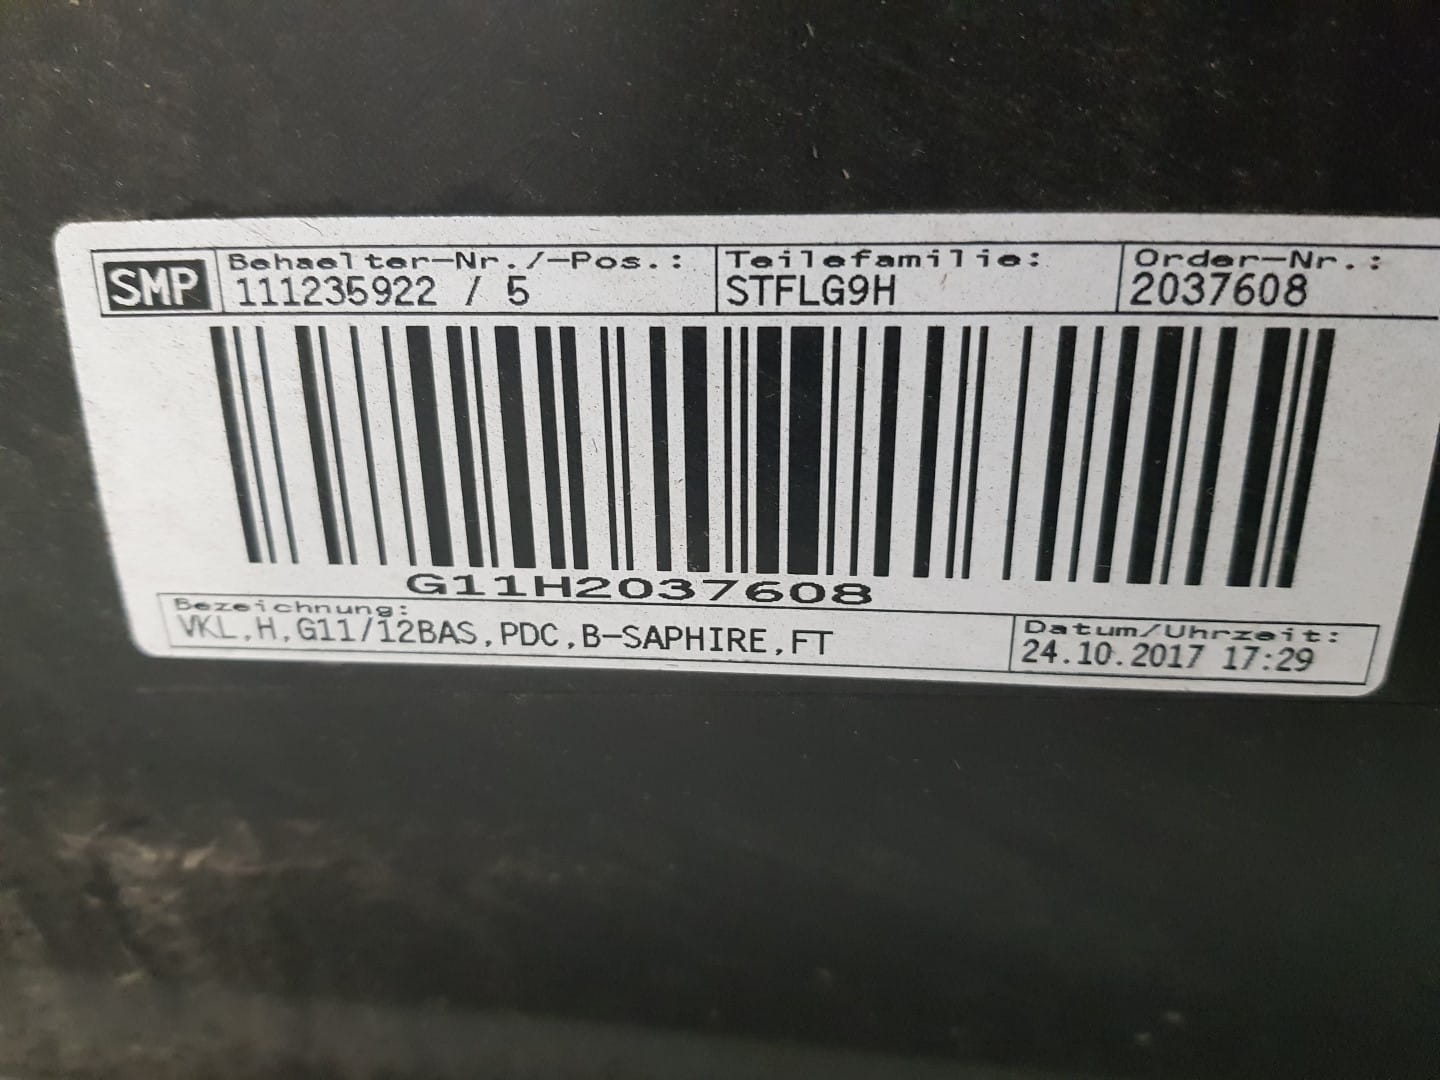 SMP
Behaelter-Nr./-Pos.:
111235922 / 5
Teilefamilie:
STFLG9H
Order-Nr.:
2037608
G11H2037608
Bezeichnung:
VKL,H,G11/12BAS,PDC,B-SAPHIRE,FT
Datum/Uhrzeit:
24.10.2017 17:29